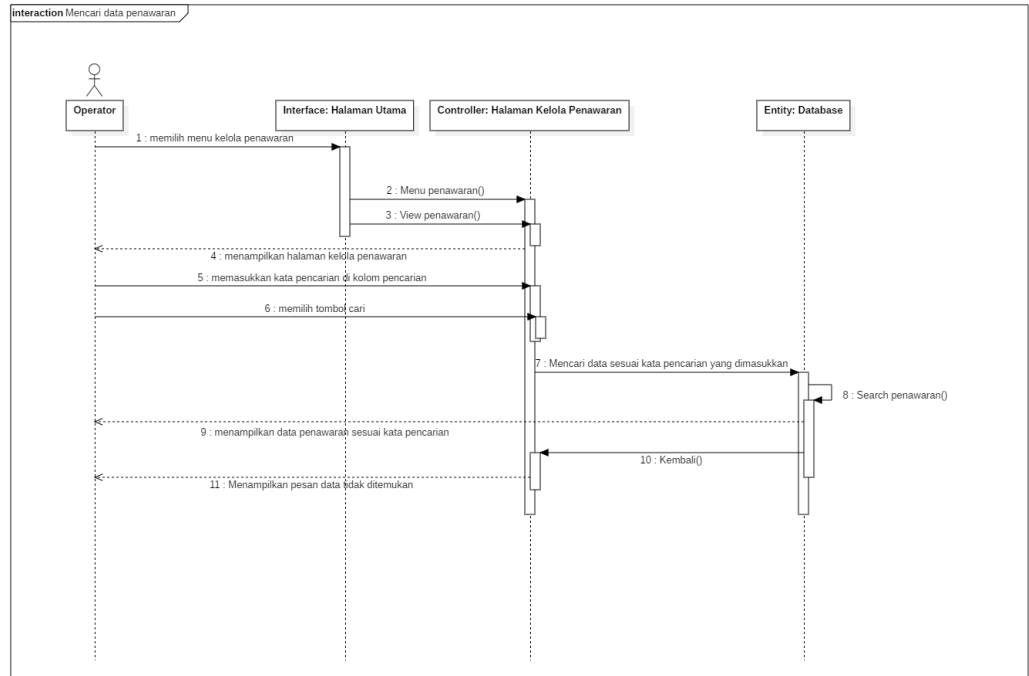 interaction Mencari data penawaran
Operator
Interface: Halaman Utama
Controller: Halaman Kelola Penawaran
Entity: Database
1 : memilih menu kelola penawaran
2 : Menu penawaran()
3 : View penawaran()
4 : menampilkan halaman kelola penawaran
5 : memasukkan kata pencarian di kolom pencarian
6 : memilih tombol cari
7 : Mencari data sesuai kata pencarian yang dimasukkan
8 : Search penawaran()
9 : menampilkan data penawaran sesuai kata pencarian
10 : Kembali()
11 : Menampilkan pesan data tidak ditemukan